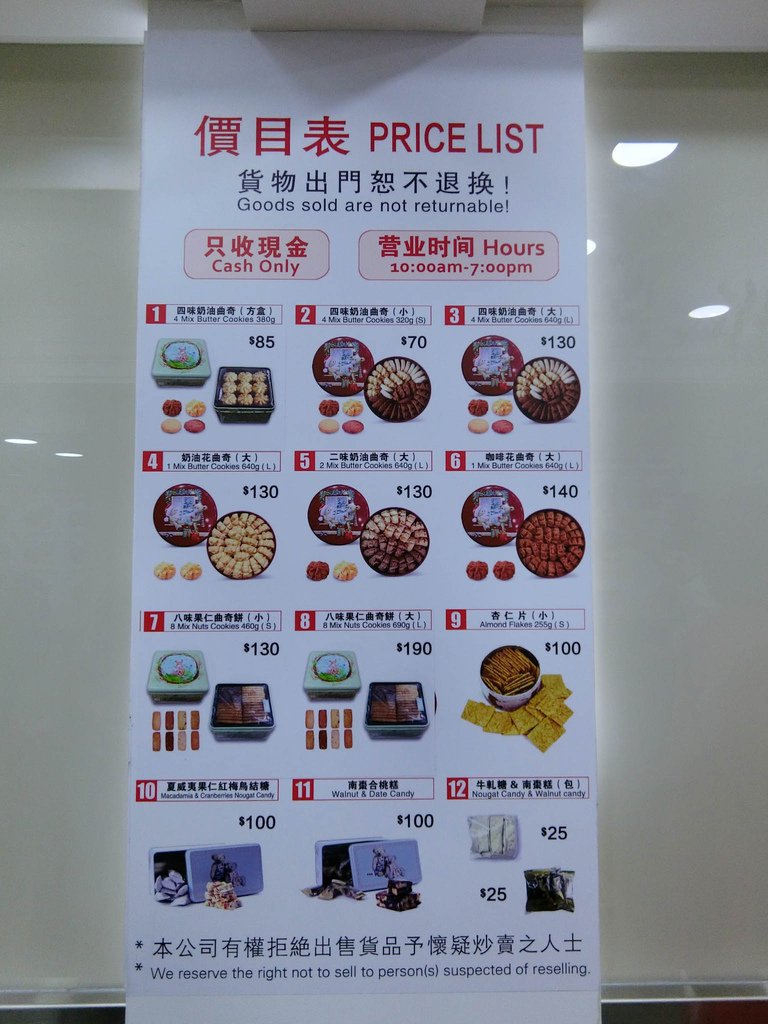 價目表 PRICE LIST
貨物出門恕不退換！
Goods sold are not returnable!
只收現金
Cash Only
营业时间 Hours
10:00am-7:00pm
1 四味奶油曲奇（方盒）
4 Mix Butter Cookies 380g
$85
2 四味奶油曲奇（小）
4 Mix Butter Cookies 320g (S)
$70
3 四味奶油曲奇（大）
4 Mix Butter Cookies 640g (L)
$130
4 奶油花曲奇（大）
1 Mix Butter Cookies 640g ( L )
$130
5 二味奶油曲奇（大）
2 Mix Butter Cookies 640g ( L )
$130
6 咖啡花曲奇（大）
1 Mix Butter Cookies 640g ( L )
$140
7 八味果仁曲奇餅（小）
8 Mix Nuts Cookies 460g ( S )
$130
8 八味果仁曲奇餅（大）
8 Mix Nuts Cookies 690g ( L )
$190
9 杏仁片（小）
Almond Flakes 255g ( S )
$100
10 夏威夷果仁紅梅鳥結糖
Macadamia & Cranberries Nougat Candy
$100
11 南棗合桃糕
Walnut & Date Candy
$100
12 牛軋糖 & 南棗糕（包）
Nougat Candy & Walnut candy
$25
$25
* 本公司有權拒絕出售貨品予懷疑炒賣之人士
* We reserve the right not to sell to person(s) suspected of reselling.